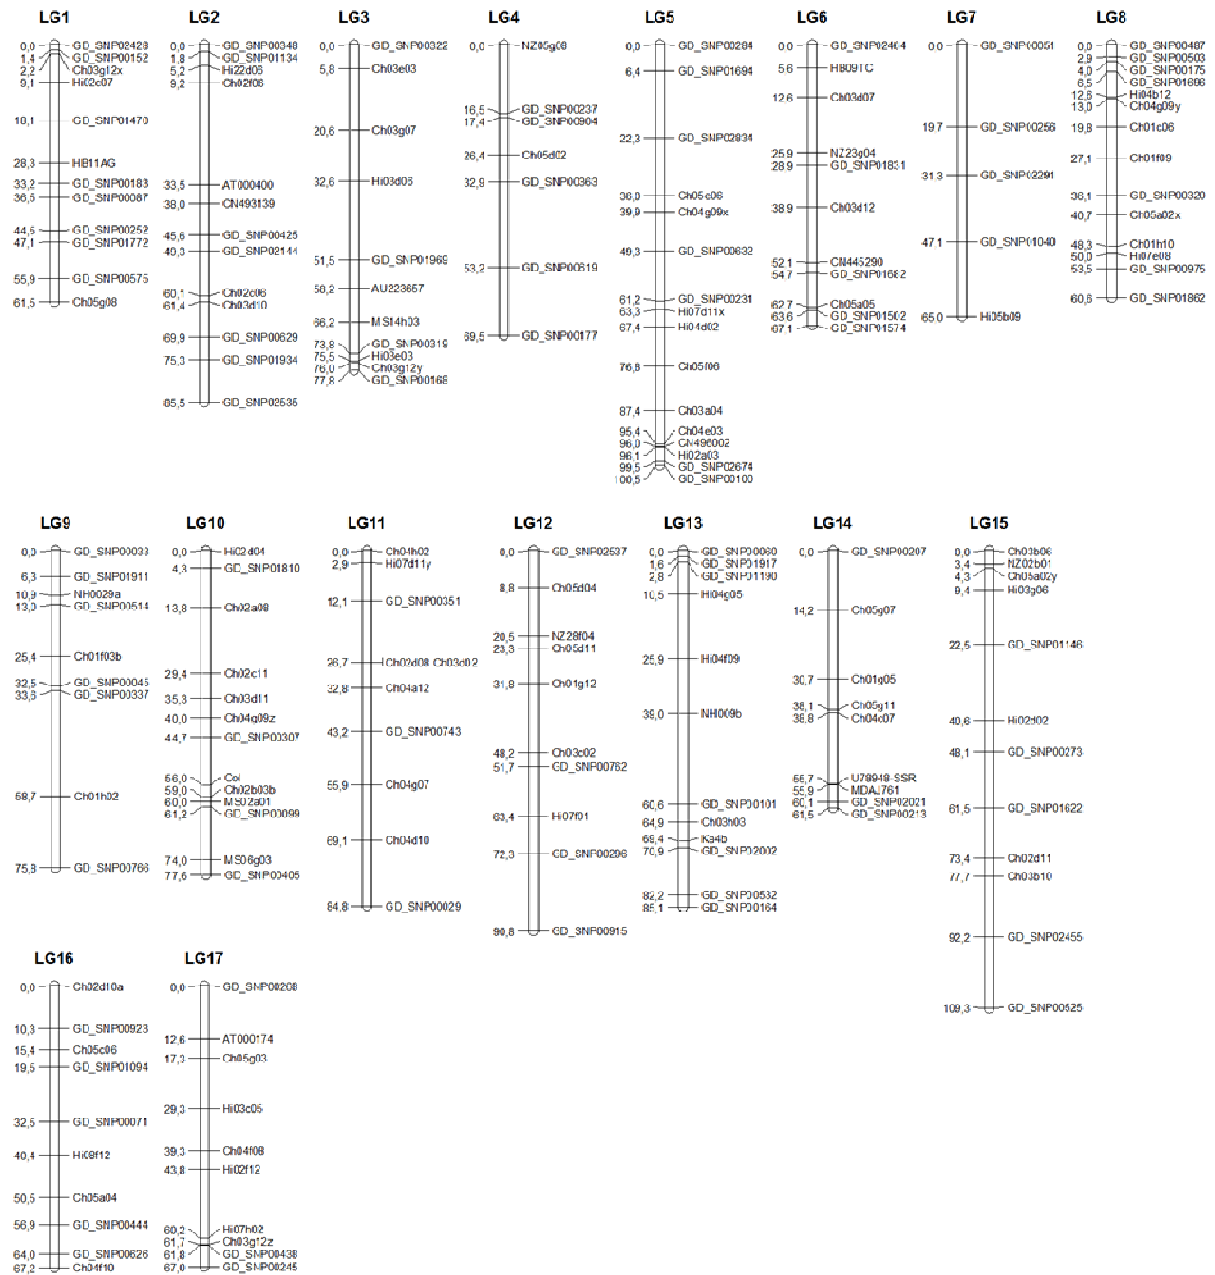 LG1
0,0 GD_SNP02428
1,4 GD_SNP00152
2,2 Ch03g12x
9,1 Hi02c07
GD_SNP01470
28,3 HB11AG
33,2 GD_SNP00183
36,5 GD_SNP00087
44,5 GD_SNP00252
47,1 GD_SNP01772
55,9 GD_SNP00575
61,5 Ch05g08
LG2
0,0 GD_SNP00348
1,8 GD_SNP01134
5,2 Hi22d06
9,2 Ch02f06
33,5 AT000400
38,0 CN493139
45,6 GD_SNP00425
49,3 GD_SNP02144
60,1 Ch02c06
61,4 Ch03d10
69,9 GD_SNP00629
75,3 GD_SNP01934
85,5 GD_SNP02535
LG3
0,0 GD_SNP00322
5,8 Ch03e03
20,6 Ch03g07
32,6 Hi03d06
51,5 GD_SNP01969
AU223657
66,2 MS14h03
73,8 GD_SNP00319
75,5 Hi03e03
76,0 Ch03g12y
77,8 GD_SNP00168
LG4
0,0 NZ05g08
16,5 GD_SNP00237
17,4 GD_SNP00904
26,4 Ch05d02
32,9 GD_SNP00363
53,2 GD_SNP00619
69,5 GD_SNP00177
LG5
0,0 GD_SNP00284
6,4 GD_SNP01694
22,3 GD_SNP02834
36,0 Ch05e06
39,9 Ch04g09x
49,3 GD_SNP00632
61,2 GD_SNP00231
63,3 Hi07d11x
67,4 Hi04d02
76,6 Ch05f06
87,4 Ch03a04
95,4 Ch04e03
96,0 CN496002
96,1 Hi02a03
99,5 GD_SNP02674
100,5 GD_SNP00100
LG6
0,0 GD_SNP02404
5,6 HB09TC
12,6 Ch03d07
25,9 NZ23g04
28,9 GD_SNP01831
38,9 Ch03d12
52,1 CN445290
54,7 GD_SNP01682
62,7 Ch05a05
63,6 GD_SNP01502
67,1 GD_SNP01574
LG7
0,0 GD_SNP00051
19,7 GD_SNP00256
31,3 GD_SNP02291
47,1 GD_SNP01040
65,0 Hi05b09
LG8
0,0 GD_SNP00487
2,9 GD_SNP00503
4,0 GD_SNP00175
6,5 GD_SNP01696
12,6 Hi04b12
13,0 Ch04g09y
19,8 Ch01c06
27,1 Ch01f09
36,1 GD_SNP00320
40,7 Ch05a02x
48,3 Ch01h10
50,0 Hi07e08
53,5 GD_SNP00975
60,6 GD_SNP01862
LG9
0,0 GD_SNP00033
6,3 GD_SNP01911
10,9 NH029a
13,0 GD_SNP00514
25,4 Ch01f03b
32,5 GD_SNP00045
33,6 GD_SNP00337
58,7 Ch01h02
75,8 GD_SNP00766
LG10
0,0 Hi02d04
4,3 GD_SNP01810
13,8 Ch02a08
29,4 Ch02c11
35,3 Ch03d11
40,0 Ch04g09z
44,7 GD_SNP00307
Col
59,0 Ch02b03b
60,0 MS02a01
61,2 GD_SNP00099
74,0 MS06g03
77,6 GD_SNP00405
LG11
0,0 Ch04h02
2,9 Hi07d11y
12,1 GD_SNP00351
26,7 Ch02d08 Ch03d02
32,8 Ch04a12
43,2 GD_SNP00743
55,9 Ch04g07
69,1 Ch04d10
84,8 GD_SNP00029
LG12
0,0 GD_SNP02537
8,8 Ch05d04
20,5 NZ28f04
23,3 Ch05d11
31,8 Ch01g12
48,2 Ch03c02
51,7 GD_SNP00762
63,4 Hi07f01
72,3 GD_SNP00296
90,8 GD_SNP00915
LG13
0,0 GD_SNP00060
1,6 GD_SNP01917
2,8 GD_SNP01190
10,5 Hi04g05
25,9 Hi04f09
39,0 NH009b
60,6 GD_SNP00101
64,9 Ch03h03
69,4 Ka4b
70,9 GD_SNP02002
82,2 GD_SNP00532
85,1 GD_SNP00164
LG14
0,0 GD_SNP00207
14,2 Ch05g07
30,7 Ch01g05
38,1 Ch05g11
38,8 Ch04c07
55,7 U78948-SSR
55,9 MDAJ761
60,1 GD_SNP02021
61,5 GD_SNP00213
LG15
0,0 Ch03b06
3,4 NZ02b01
4,3 Ch05a02y
9,4 Hi03g06
22,5 GD_SNP01146
40,6 Hi02d02
48,1 GD_SNP00273
61,5 GD_SNP01622
73,4 Ch02d11
77,7 Ch03b10
92,2 GD_SNP02455
109,3 GD_SNP00525
LG16
0,0 Ch02d10a
10,3 GD_SNP00923
15,4 Ch05c06
19,5 GD_SNP01094
32,5 GD_SNP00071
40,4 Hi08f12
50,5 Ch05a04
56,9 GD_SNP00444
64,0 GD_SNP00626
67,2 Ch04f10
LG17
0,0 GD_SNP00268
12,6 AT000174
17,3 Ch05g03
29,3 Hi03c05
39,3 Ch04f08
43,8 Hi02f12
60,2 Hi07h02
61,7 Ch03g12z
61,8 GD_SNP00438
67,0 GD_SNP00245